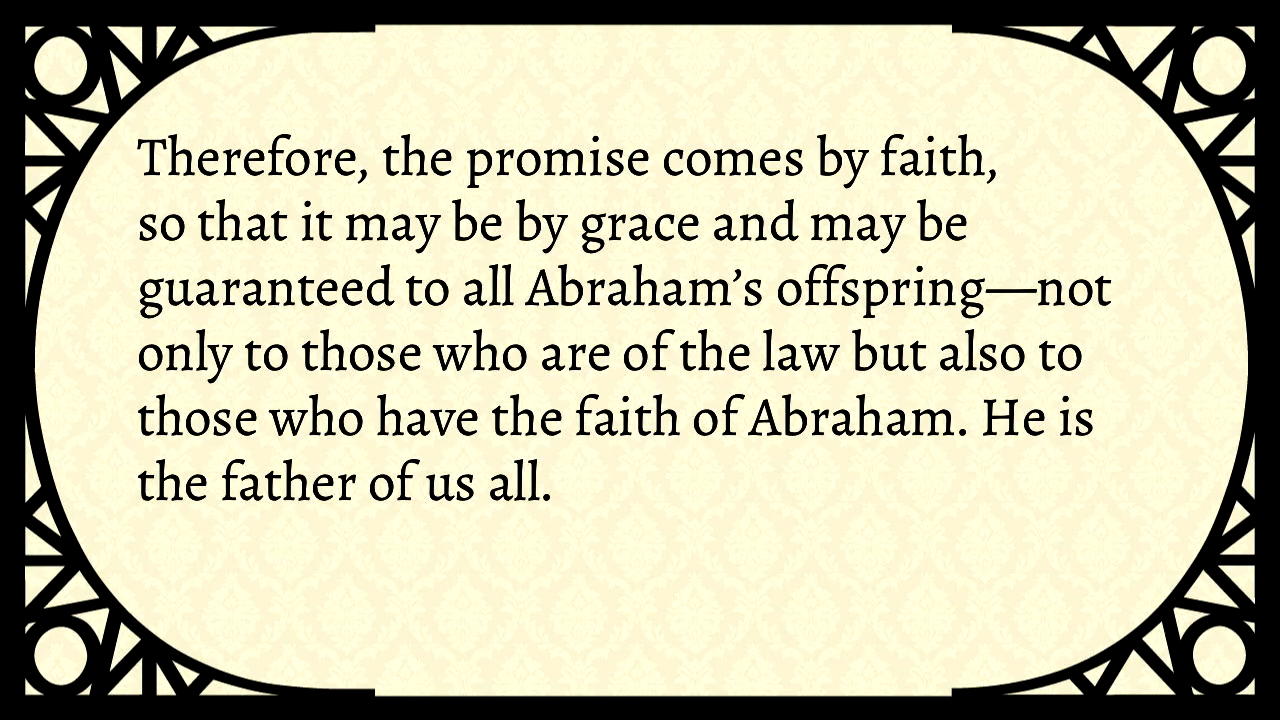 Therefore, the promise comes by faith,
so that it may be by grace and may be
guaranteed to all Abraham’s offspring—not
only to those who are of the law but also to
those who have the faith of Abraham. He is
the father of us all.